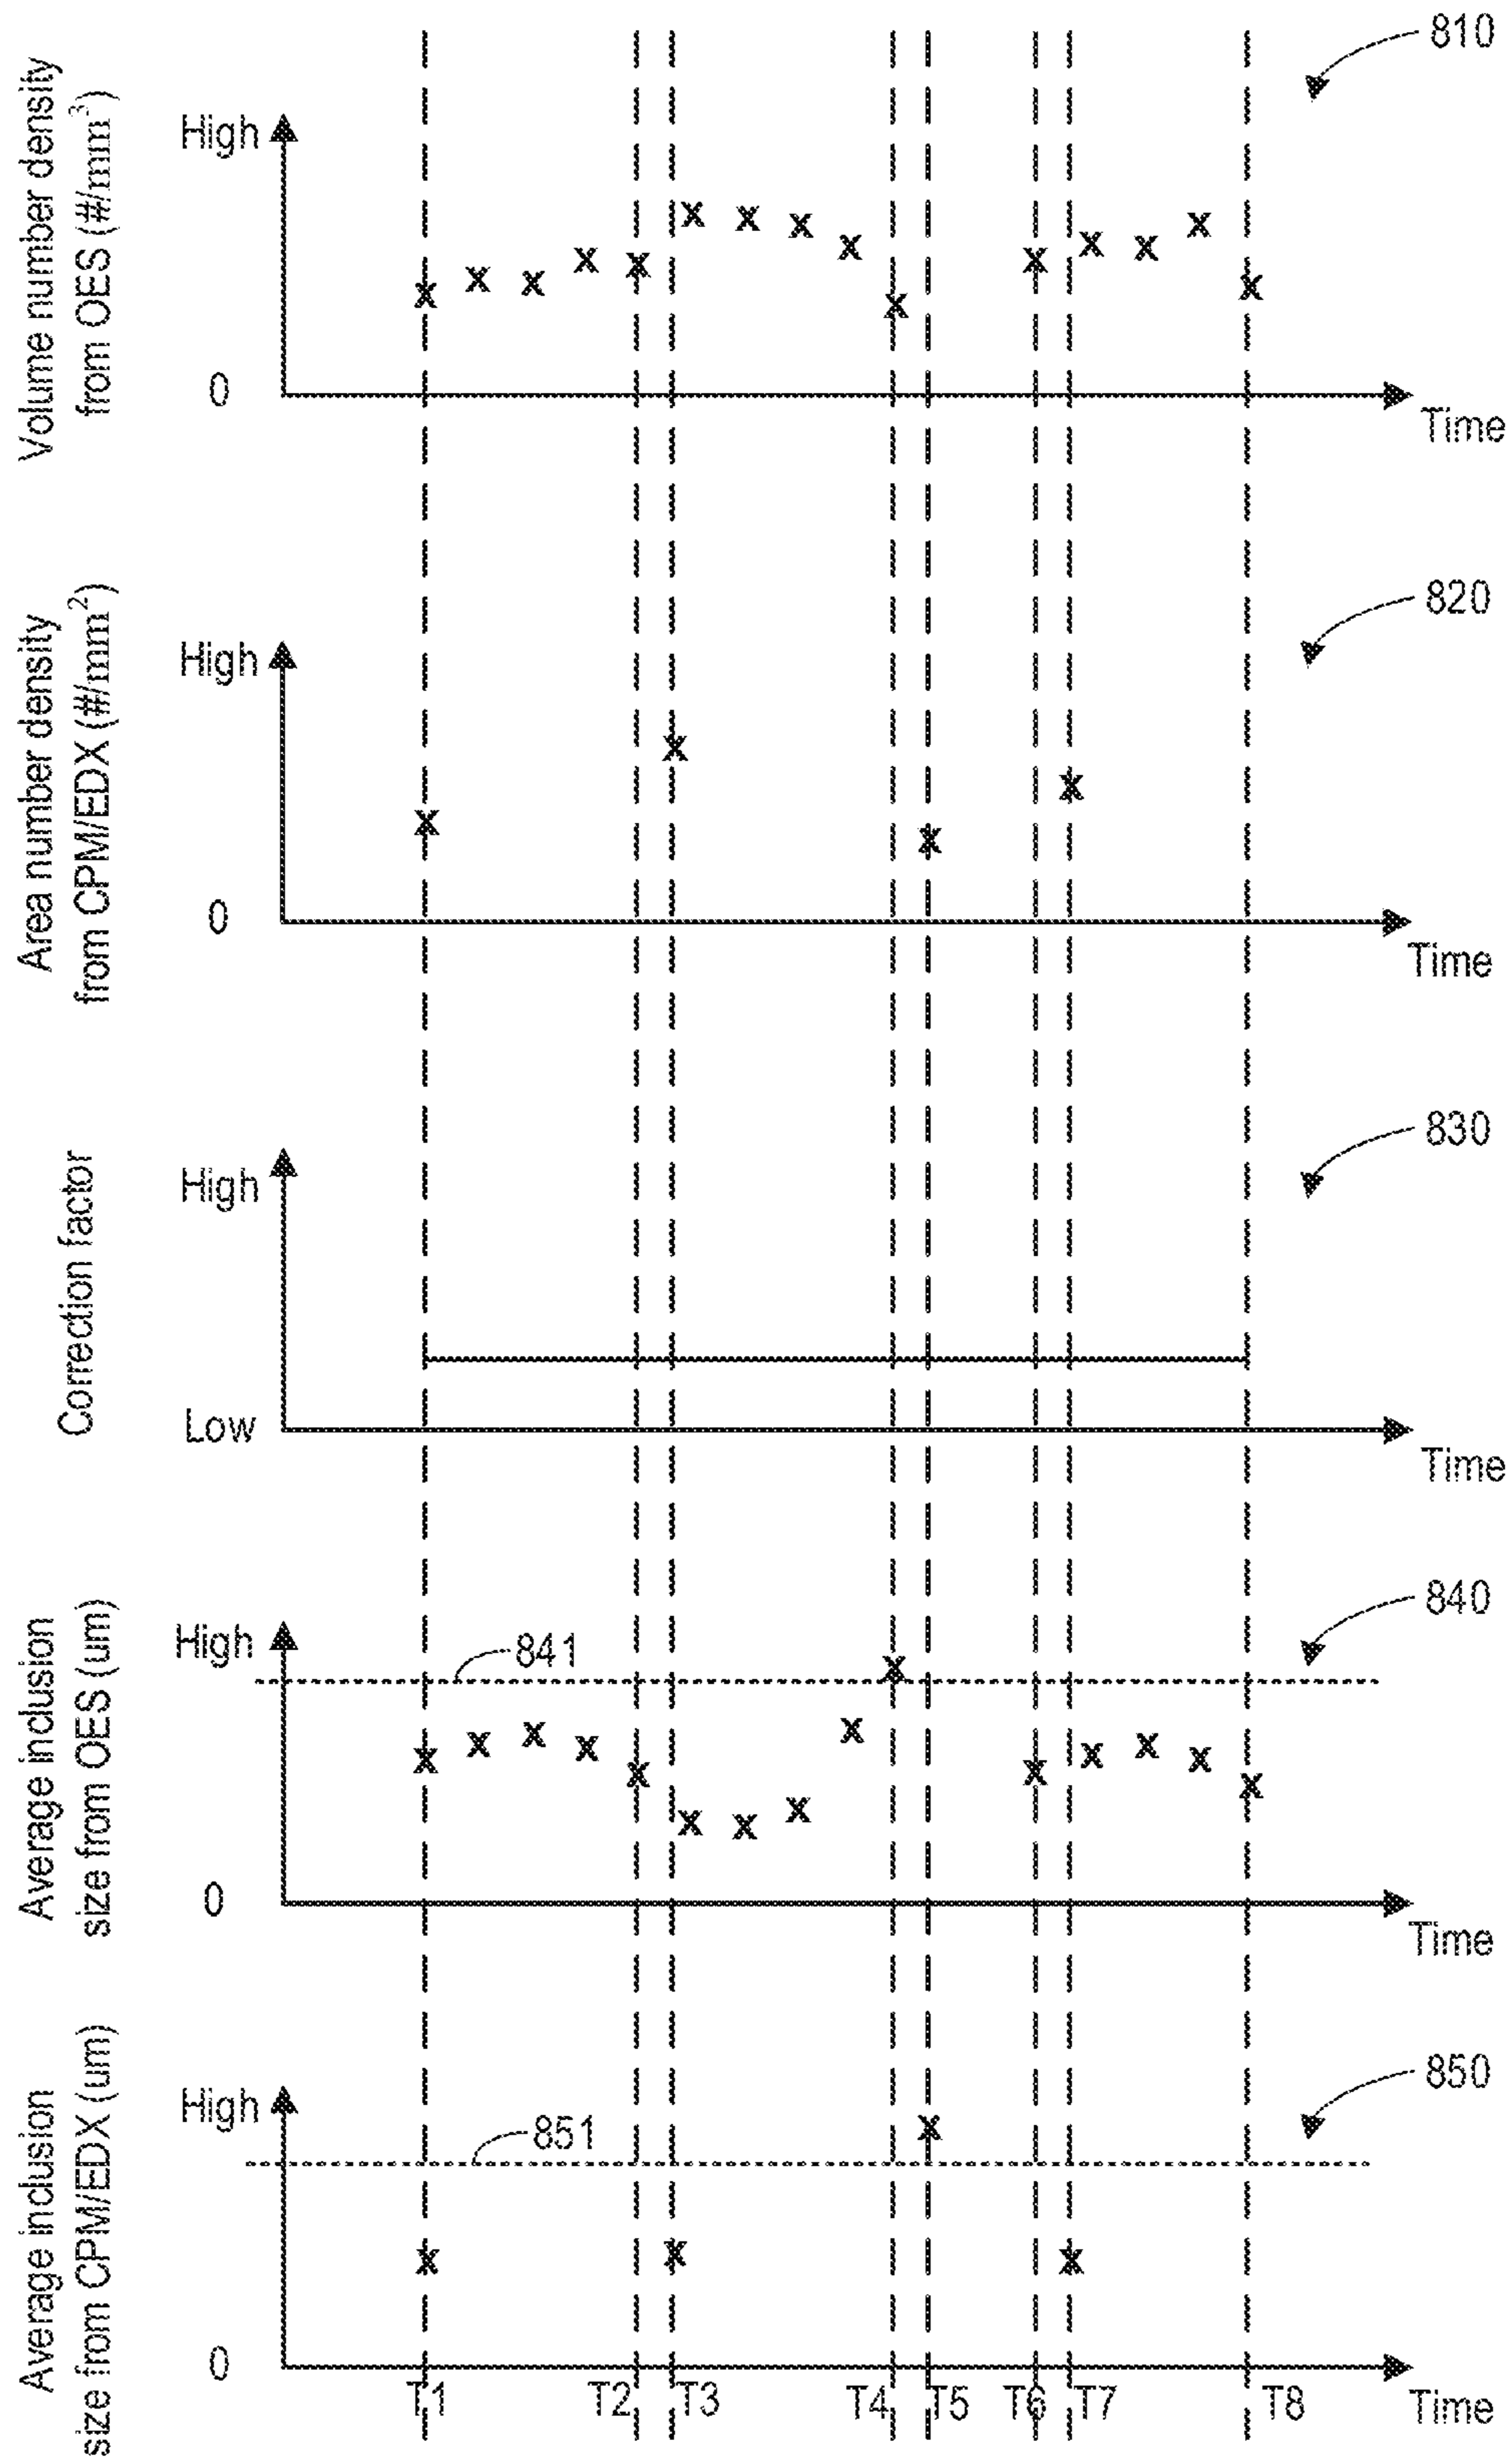 810
Volume number density
from OES (#/mm³)
High
0
Time
820
Area number density
from CPM/EDX (#/mm²)
High
0
Time
830
Correction factor
High
Low
Time
840
Average inclusion
size from OES (um)
High
841
0
Time
850
Average inclusion
size from CPM/EDX (um)
High
851
0
T1 T2 T3 T4 T5 T6 T7 T8 Time